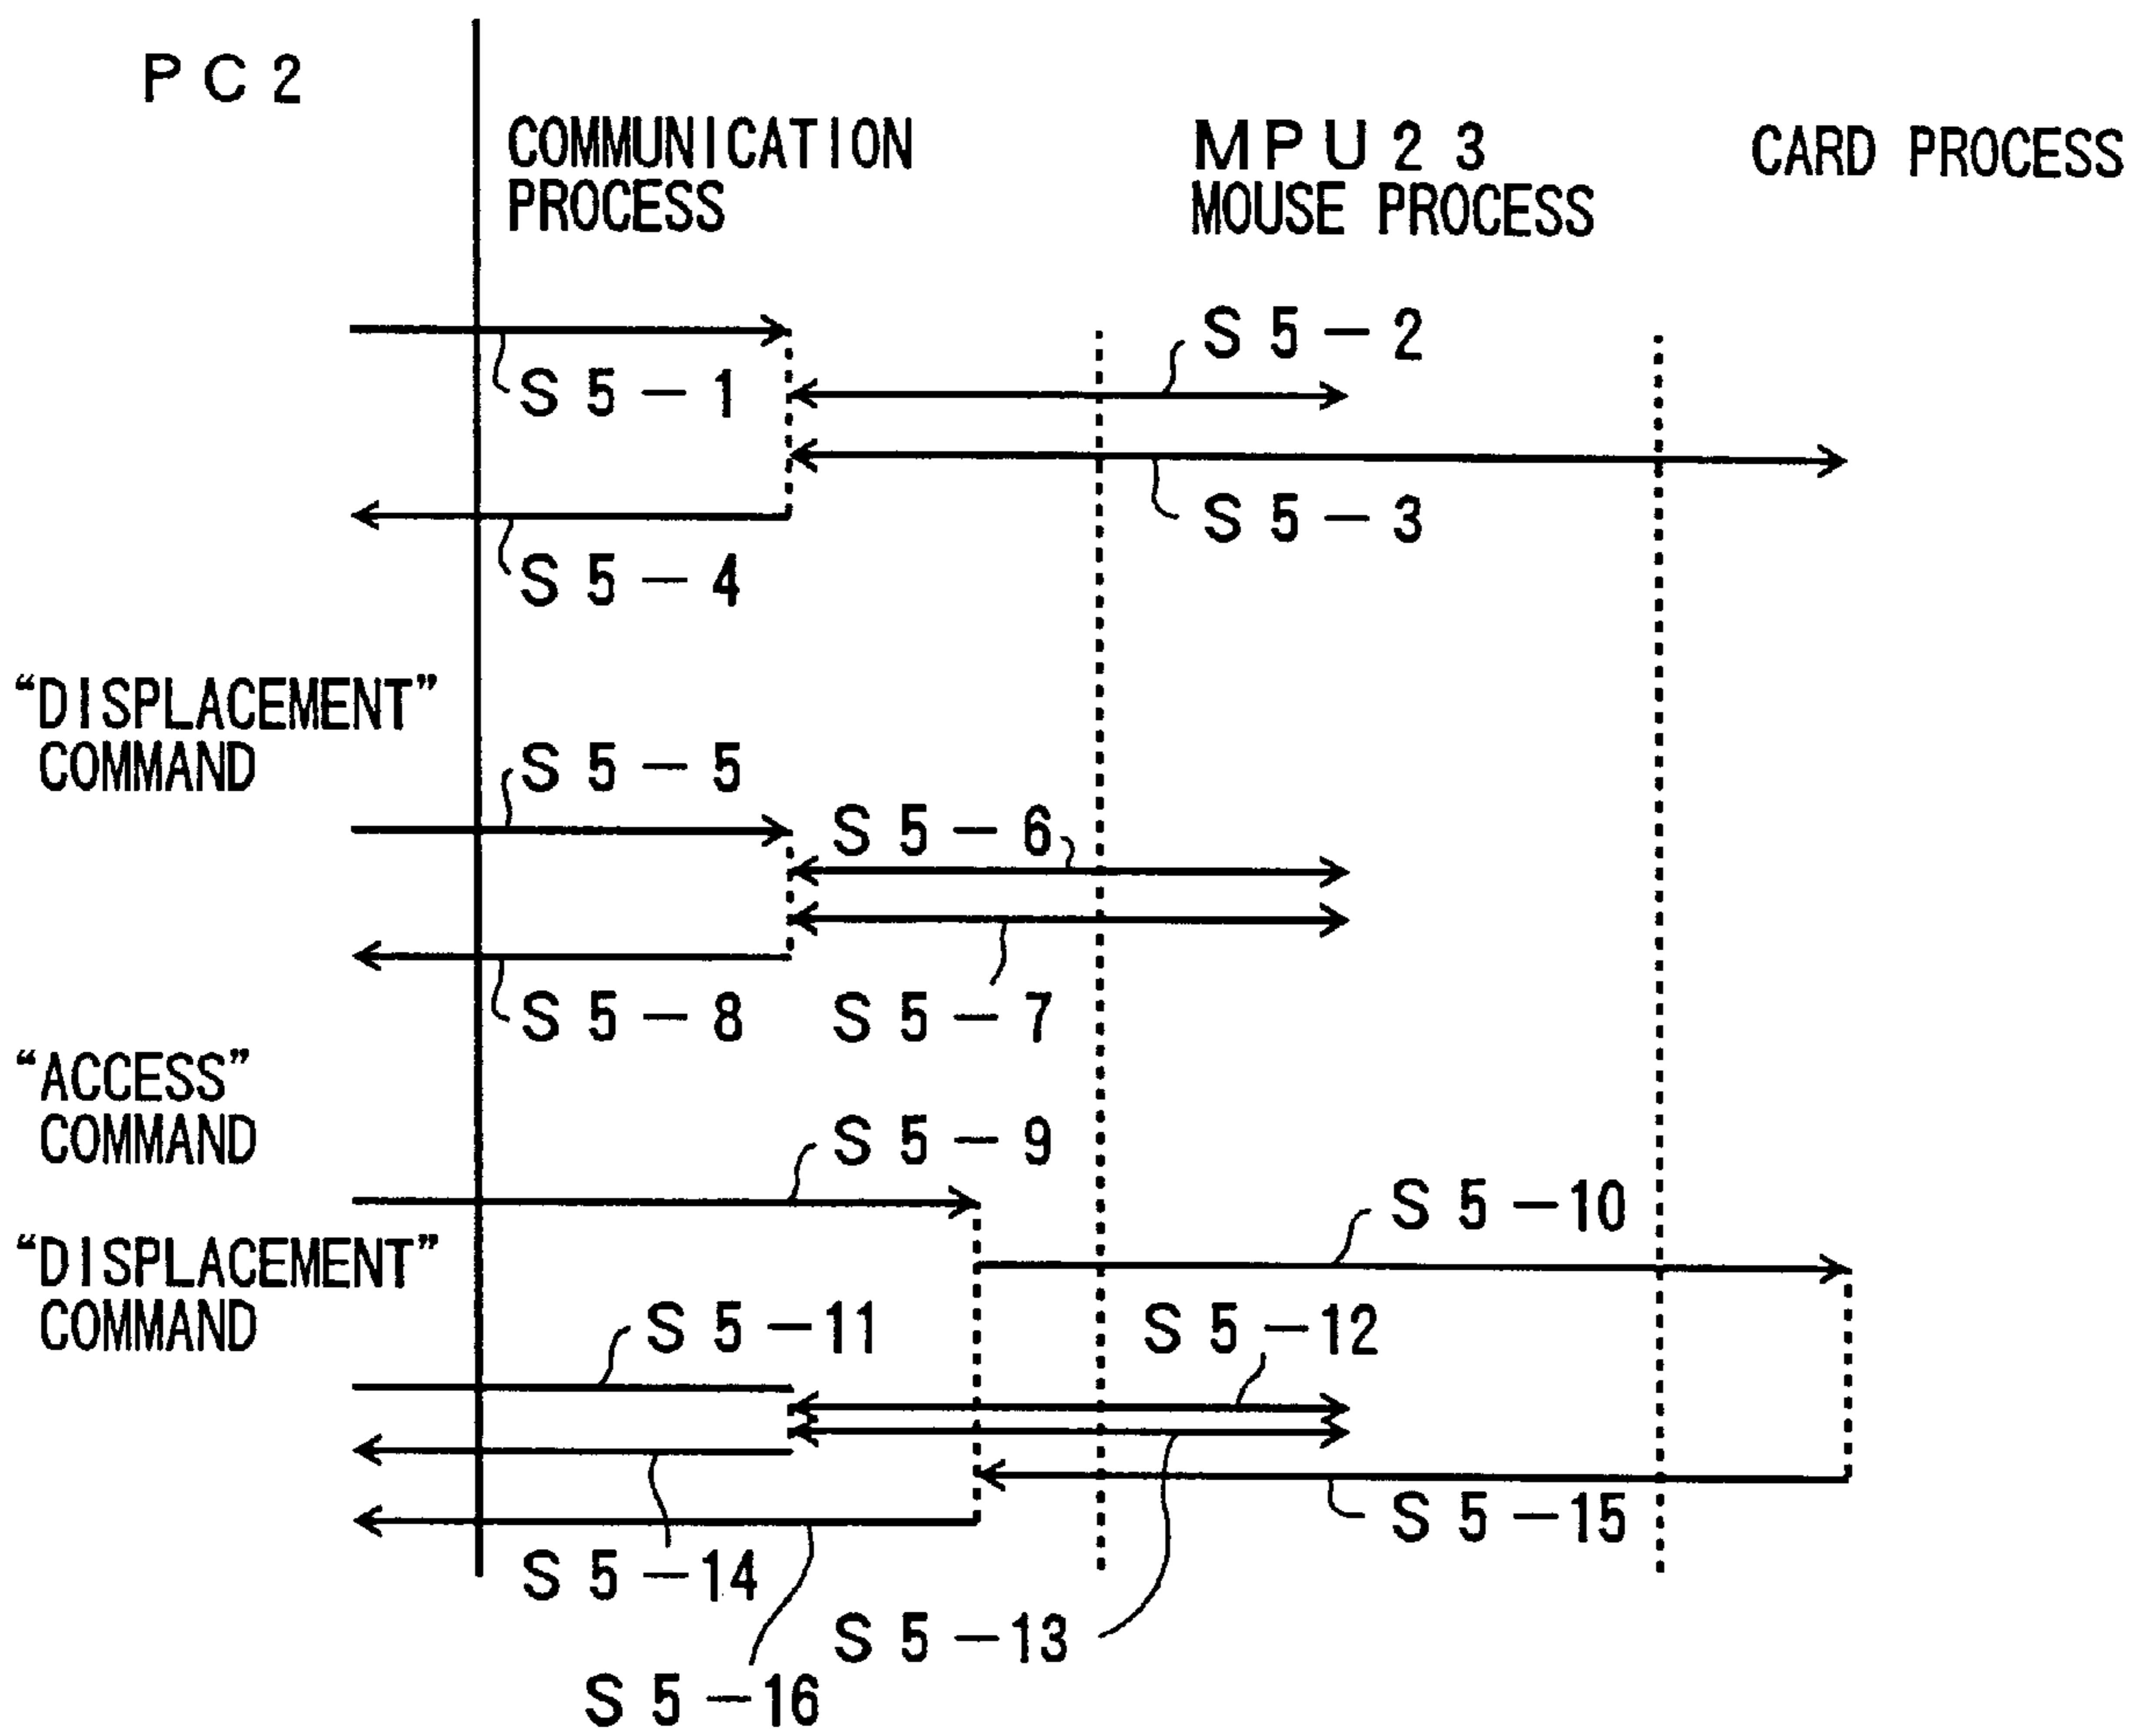 PC2
COMMUNICATION
PROCESS
MPU23
MOUSE PROCESS
CARD PROCESS
S5-1
S5-2
S5-3
S5-4
“DISPLACEMENT”
COMMAND
S5-5
S5-6
S5-8
S5-7
“ACCESS”
COMMAND
S5-9
S5-10
“DISPLACEMENT”
COMMAND
S5-11
S5-12
S5-15
S5-14
S5-13
S5-16